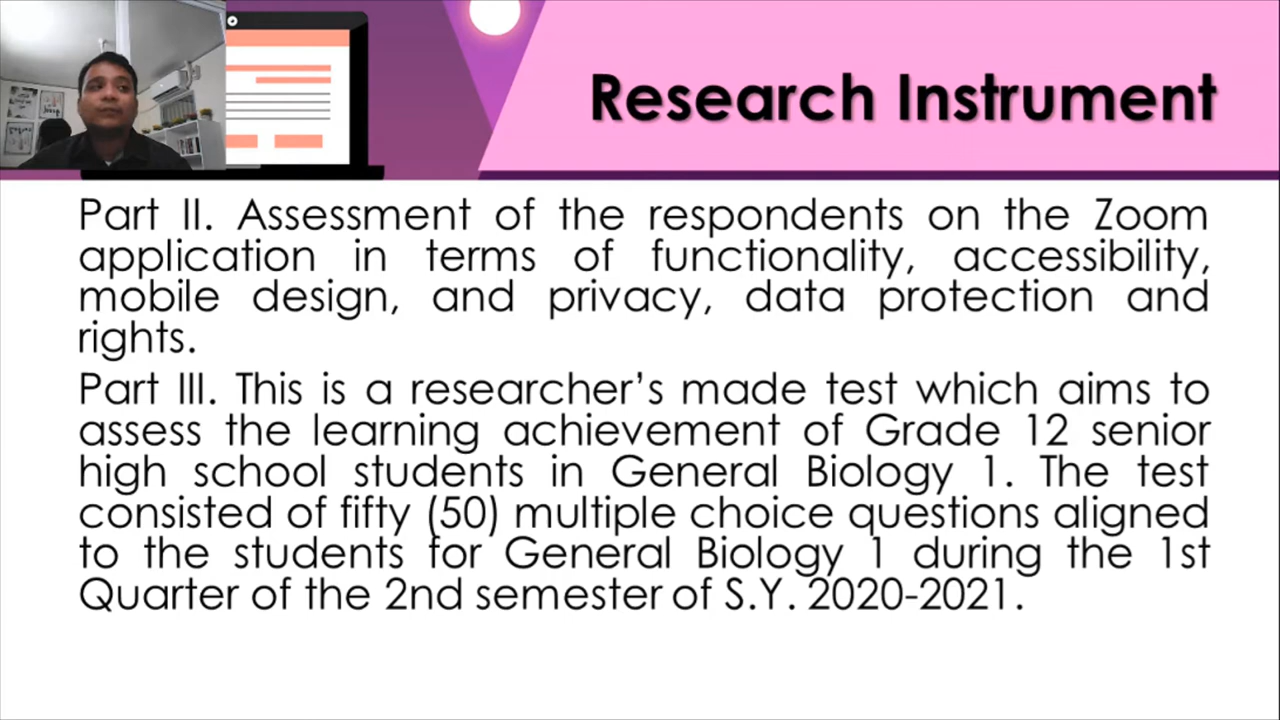 Research Instrument
Part II. Assessment of the respondents on the Zoom
application in terms of functionality, accessibility,
mobile design, and privacy, data protection and
rights.
Part III. This is a researcher’s made test which aims to
assess the learning achievement of Grade 12 senior
high school students in General Biology 1. The test
consisted of fifty (50) multiple choice questions aligned
to the students for General Biology 1 during the 1st
Quarter of the 2nd semester of S.Y. 2020-2021.